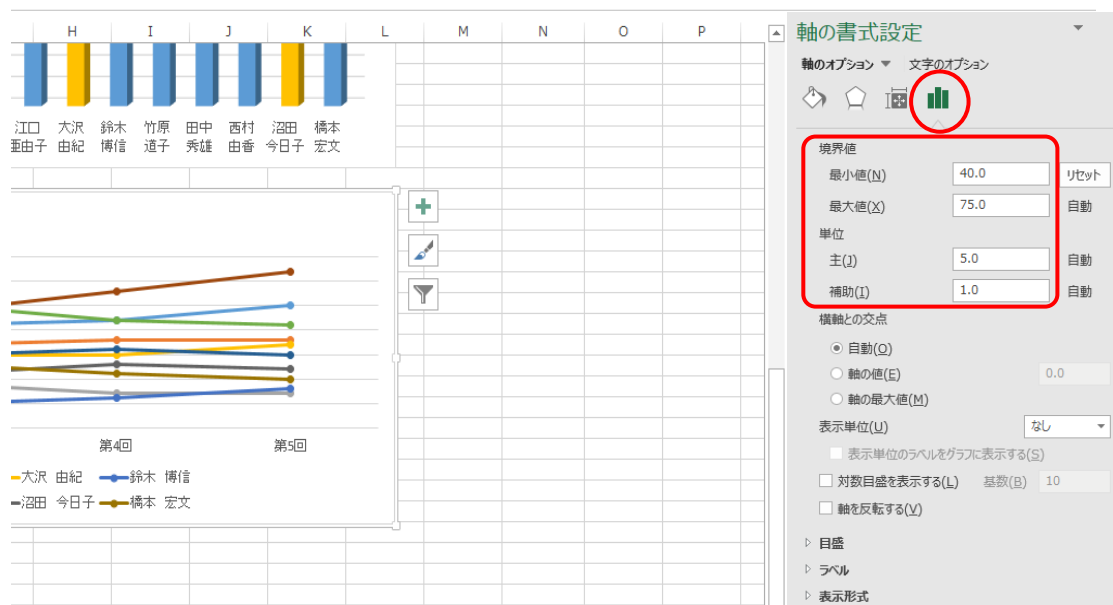 H I J K L M N O P
江口 大沢 鈴木 竹原 田中 西村 沼田 橋本
亜由子 由紀 博信 道子 秀雄 由香 今日子 宏文
第4回 第5回
大沢 由紀 鈴木 博信
沼田 今日子 橋本 宏文
軸の書式設定
軸のオプション 文字のオプション
境界値
最小値(N) 40.0 リセット
最大値(X) 75.0 自動
単位
主(J) 5.0 自動
補助(I) 1.0 自動
横軸との交点
自動(O)
軸の値(E) 0.0
軸の最大値(M)
表示単位(U) なし
表示単位のラベルをグラフに表示する(S)
対数目盛を表示する(L) 基数(B) 10
軸を反転する(V)
目盛
ラベル
表示形式